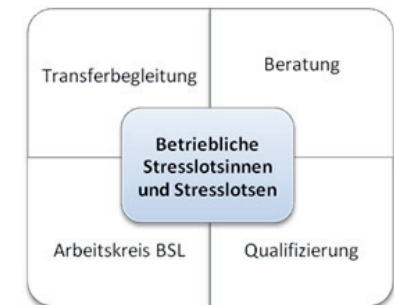 Transferbegleitung
Beratung
Betriebliche
Stresslotsinnen
und Stresslotsen
Arbeitskreis BSL
Qualifizierung